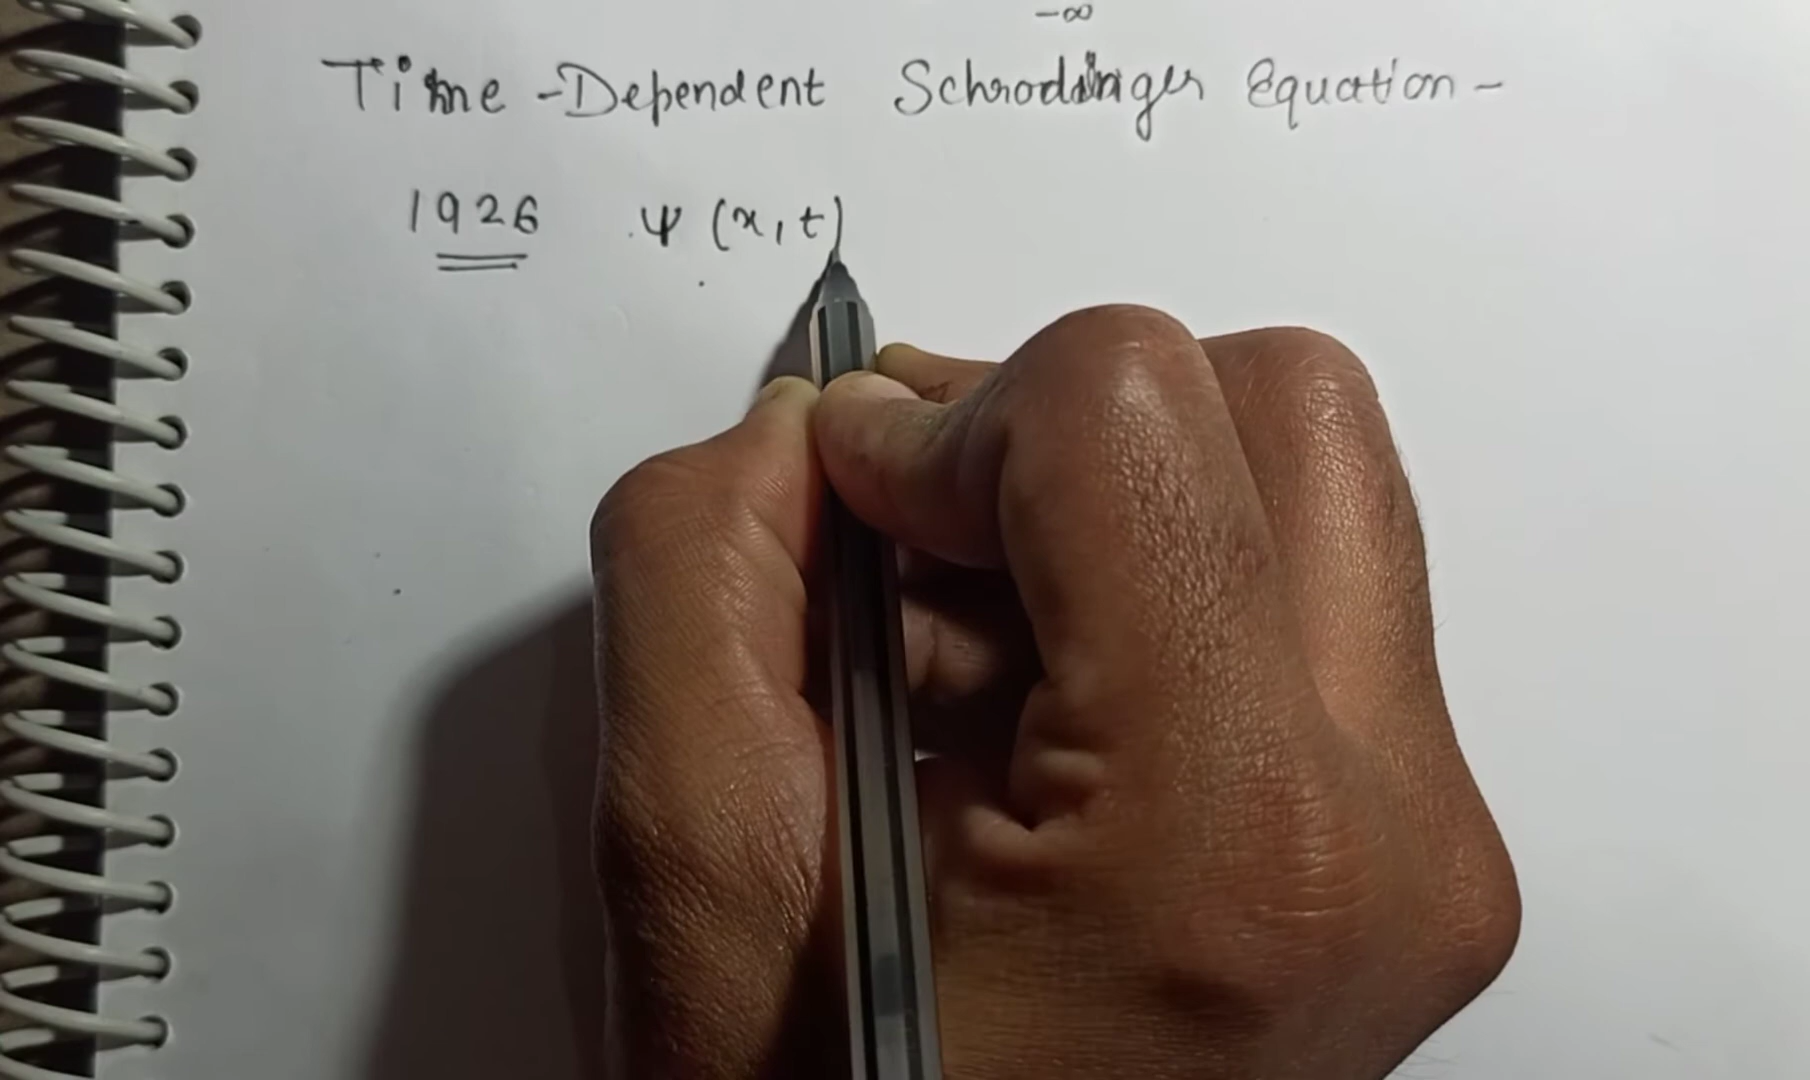 -∞
Time-Dependent Schrodinger Equation-
1926 ψ (x,t)